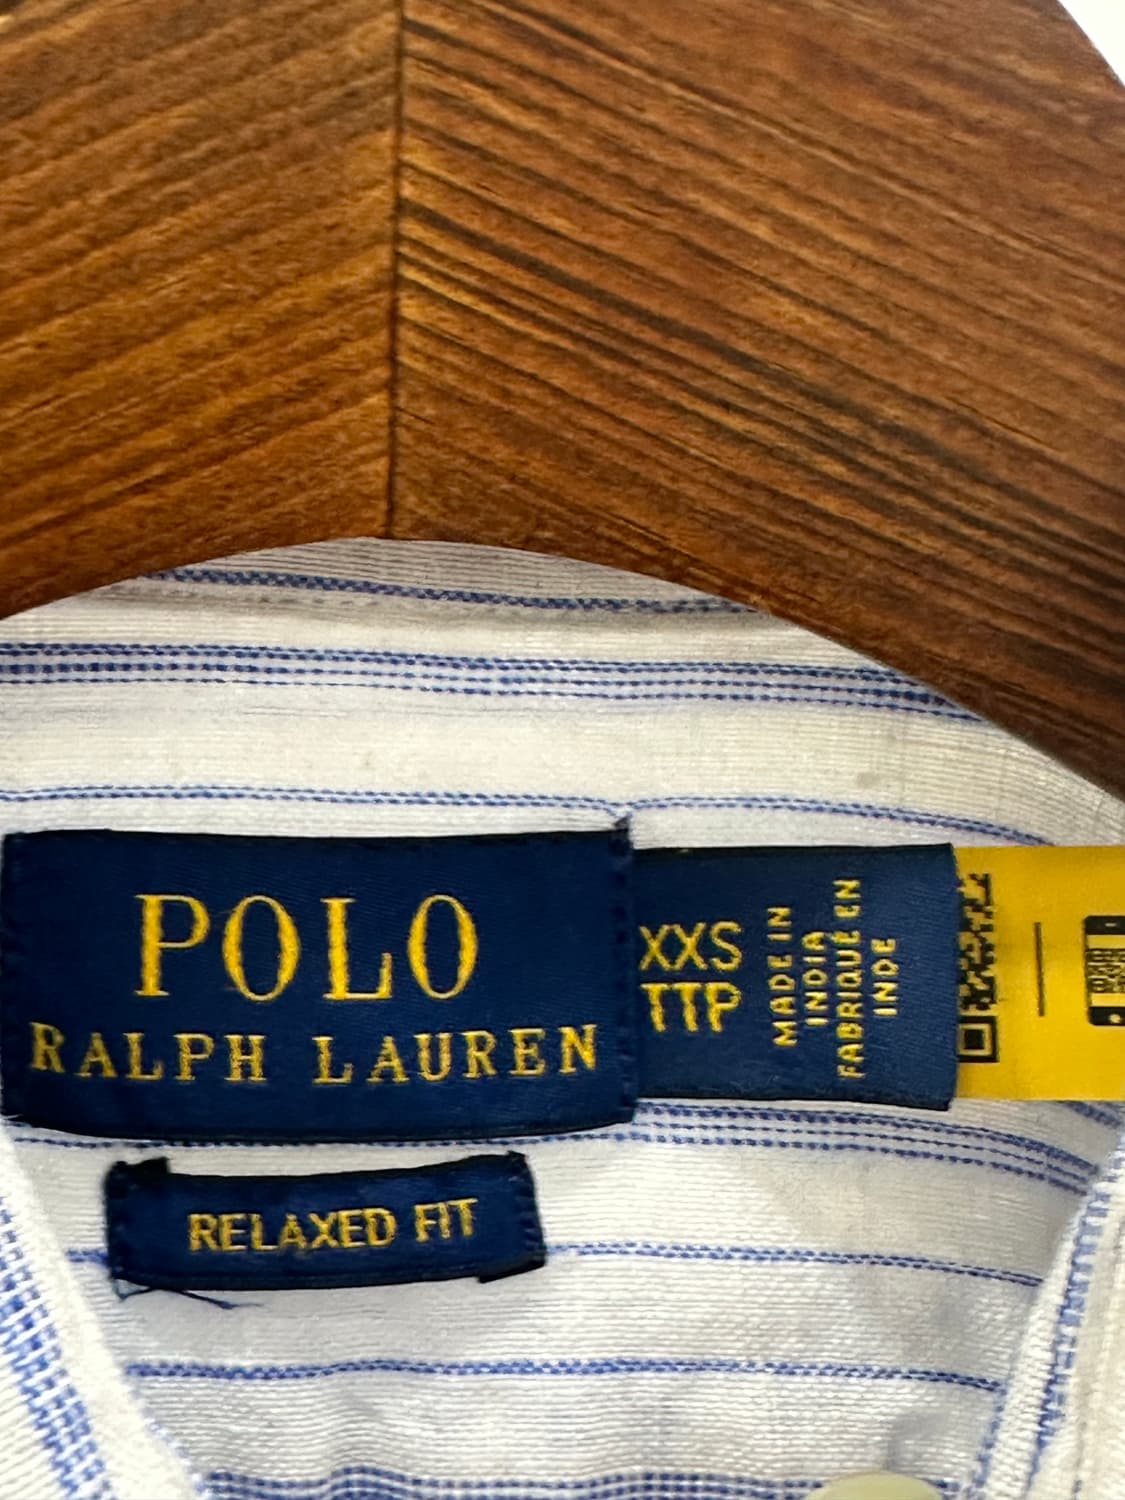 POLO
RALPH LAUREN
XXS
TTP
MADE IN
INDIA
FABRIQUÉ EN
INDE
RELAXED FIT